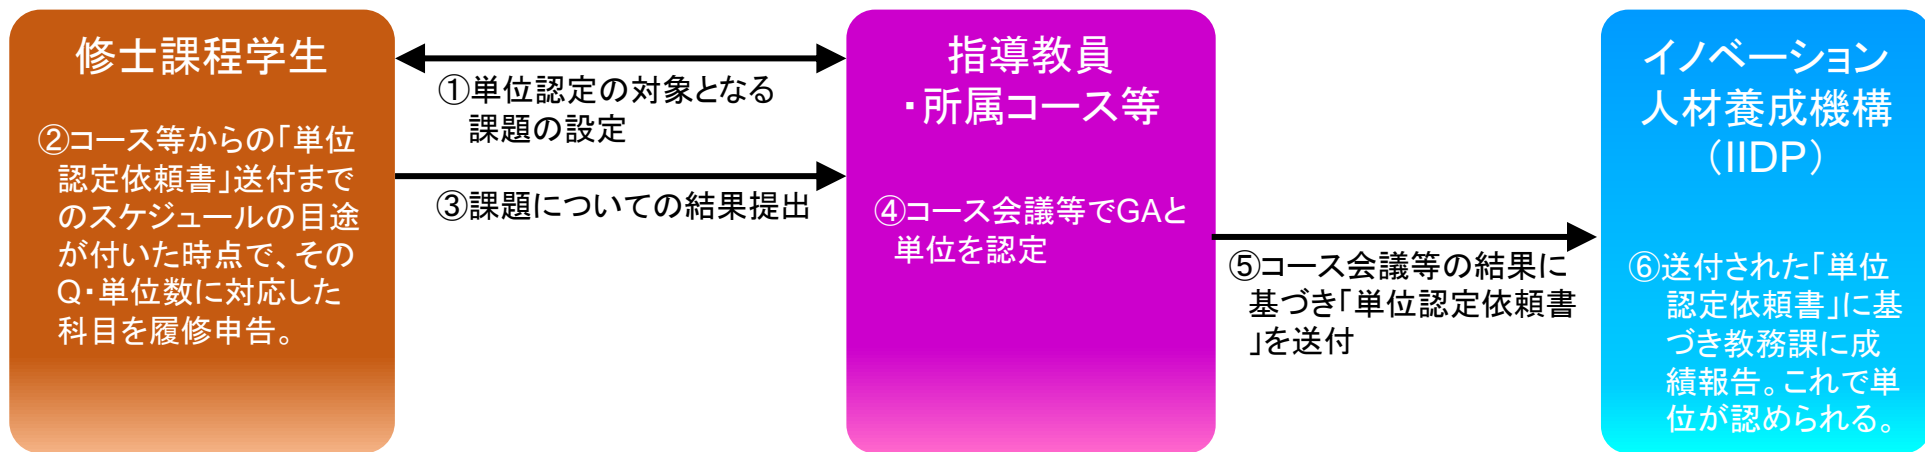 修士課程学生
②コース等からの「単位
認定依頼書」送付まで
のスケジュールの目途
が付いた時点で、その
Q・単位数に対応した
科目を履修申告。
①単位認定の対象となる
課題の設定
③課題についての結果提出
指導教員
・所属コース等
④コース会議等でGAと
単位を認定
⑤コース会議等の結果に
基づき「単位認定依頼書
」を送付
イノベーション
人材養成機構
（IIDP）
⑥送付された「単位
認定依頼書」に基
づき教務課に成
績報告。これで単
位が認められる。